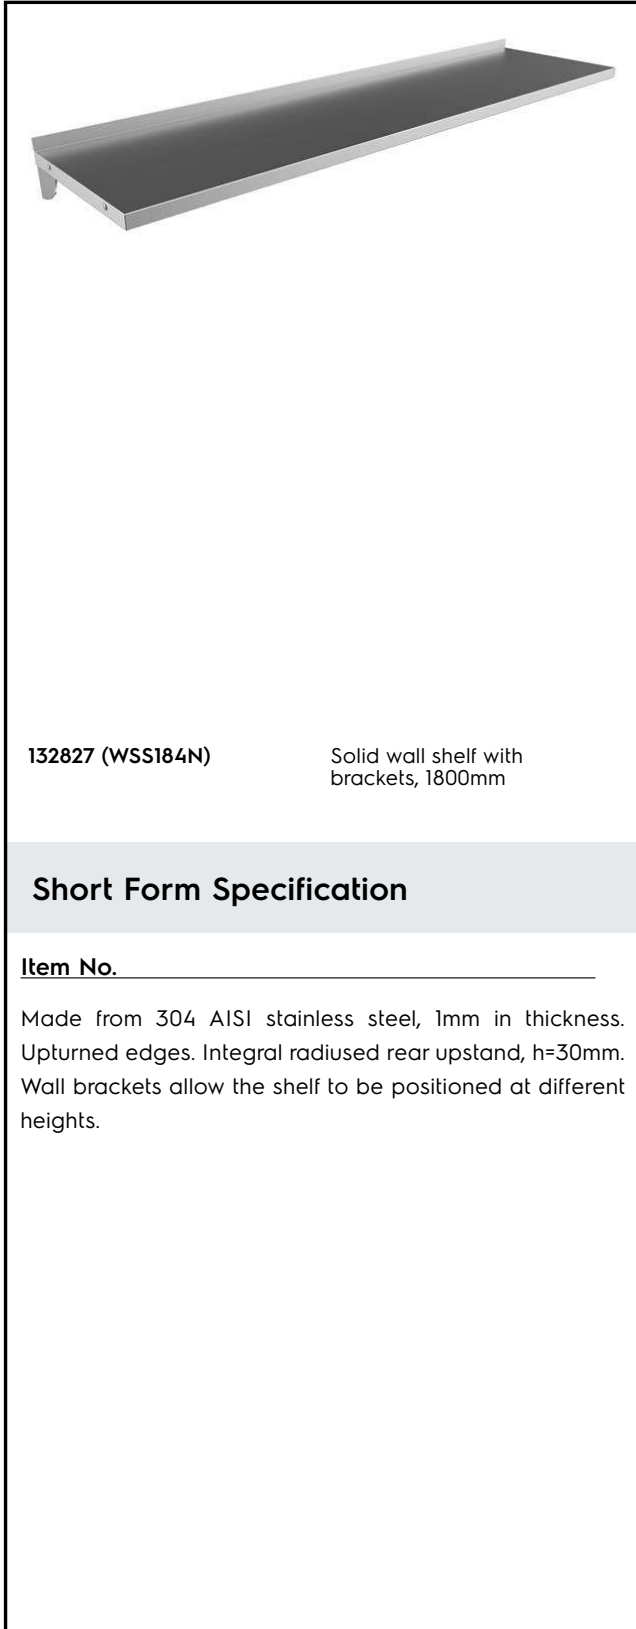 132827 (WSS184N)
Solid wall shelf with
brackets, 1800mm
Short Form Specification
Item No.
Made from 304 AISI stainless steel, 1mm in thickness.
Upturned edges. Integral radiused rear upstand, h=30mm.
Wall brackets allow the shelf to be positioned at different
heights.